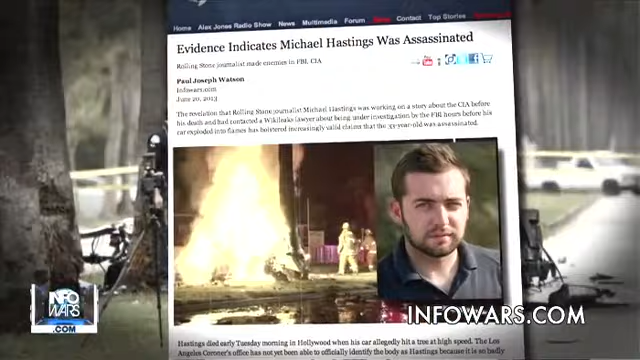 Home Alex Jones Radio Show News Multimedia Forum Contact Top Stories
Evidence Indicates Michael Hastings Was Assassinated
Rolling Stone journalist made enemies in FBI, CIA
Paul Joseph Watson
Infowars.com
June 20, 2013
The revelation that Rolling Stone journalist Michael Hastings was working on a story about the CIA before
his death and had contacted a Wikileaks lawyer about being under investigation by the FBI hours before his
car exploded into flames has bolstered increasingly valid claims that the 33-year-old was assassinated.
INFO
WARS
.COM
INFOWARS.COM
Hastings died early Tuesday morning in Hollywood when his car allegedly hit a tree at high speed. The Los
Angeles Coroner's office has not yet been able to officially identify the body as Hastings because it is so badly